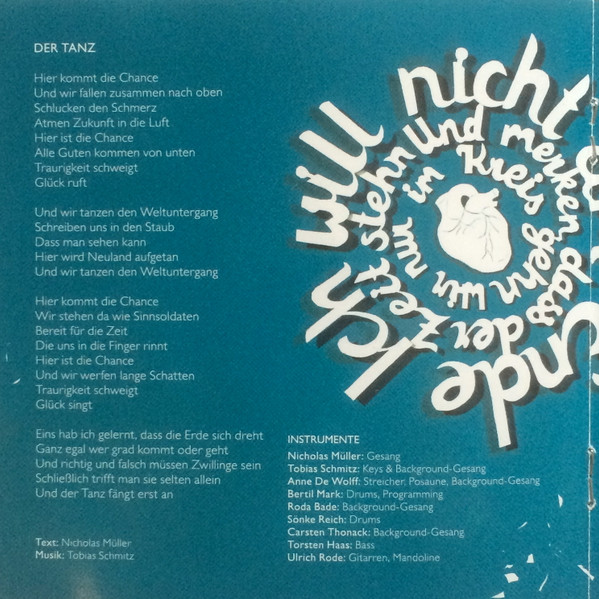 DER TANZ
Hier kommt die Chance
Und wir fallen zusammen nach oben
Schlucken den Schmerz
Atmen Zukunft in die Luft
Hier ist die Chance
Alle Guten kommen von unten
Traurigkeit schweigt
Glück ruft
Und wir tanzen den Weltuntergang
Schreiben uns in den Staub
Dass man sehen kann
Hier wird Neuland aufgetan
Und wir tanzen den Weltuntergang
Hier kommt die Chance
Wir stehen da wie Sinnsoldaten
Bereit für die Zeit
Die uns in die Finger rinnt
Hier ist die Chance
Und wir werfen lange Schatten
Traurigkeit schweigt
Glück singt
Eins hab ich gelernt, dass die Erde sich dreht
Ganz egal wer grad kommt oder geht
Und richtig und falsch müssen Zwillinge sein
Schließlich trifft man sie selten allein
Und der Tanz fängt erst an
Text: Nicholas Müller
Musik: Tobias Schmitz
Ich will nicht
nde der Zeit stehn Und merken dass
wir nur im Kreis gehn
INSTRUMENTE
Nicholas Müller: Gesang
Tobias Schmitz: Keys & Background-Gesang
Anne De Wolff: Streicher, Posaune, Background-Gesang
Bertil Mark: Drums, Programming
Roda Bade: Background-Gesang
Sönke Reich: Drums
Carsten Thonack: Background-Gesang
Torsten Haas: Bass
Ulrich Rode: Gitarren, Mandoline